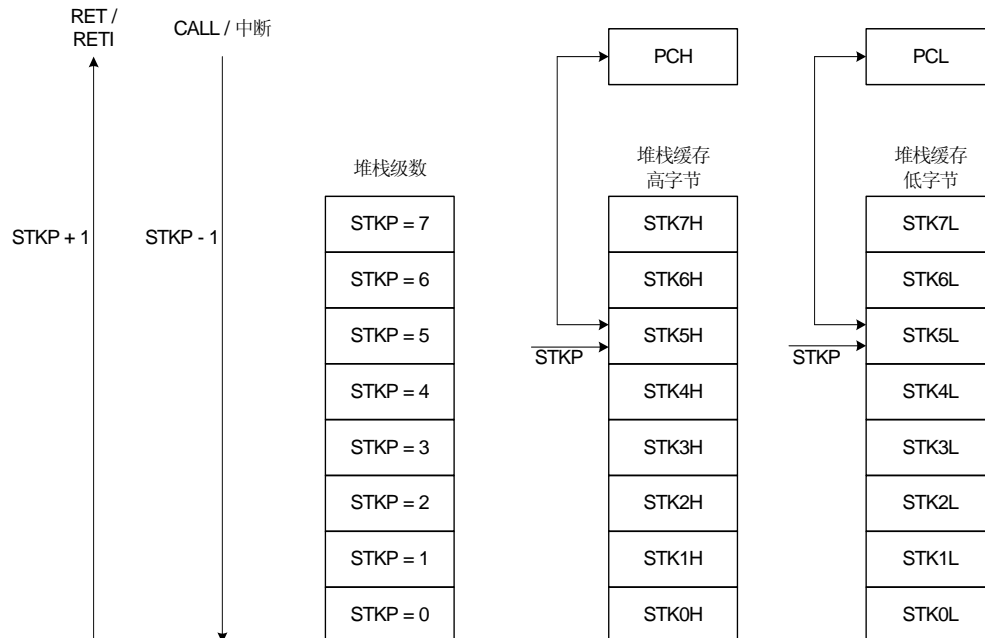 RET /
RETI
CALL / 中断
PCH
PCL
堆栈级数
堆栈缓存
高字节
堆栈缓存
低字节
STKP + 1
STKP - 1
STKP = 7
STK7H
STK7L
STKP = 6
STK6H
STK6L
STKP = 5
STKP
STK5H
STKP
STK5L
STKP = 4
STK4H
STK4L
STKP = 3
STK3H
STK3L
STKP = 2
STK2H
STK2L
STKP = 1
STK1H
STK1L
STKP = 0
STK0H
STK0L